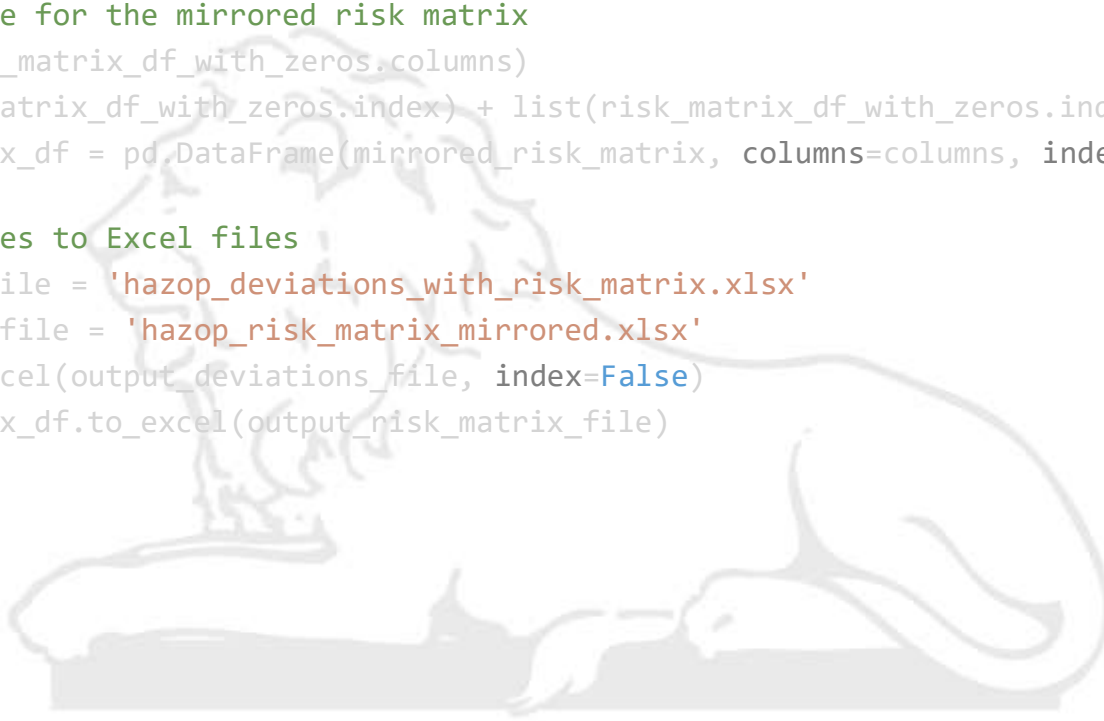 e for the mirrored risk matrix
_matrix_df_with_zeros.columns)
atrix_df_with_zeros.index) + list(risk_matrix_df_with_zeros.ind
x_df = pd.DataFrame(mirrored_risk_matrix, columns=columns, inde
es to Excel files
ile = 'hazop_deviations_with_risk_matrix.xlsx'
file = 'hazop_risk_matrix_mirrored.xlsx'
cel(output_deviations_file, index=False)
x_df.to_excel(output_risk_matrix_file)